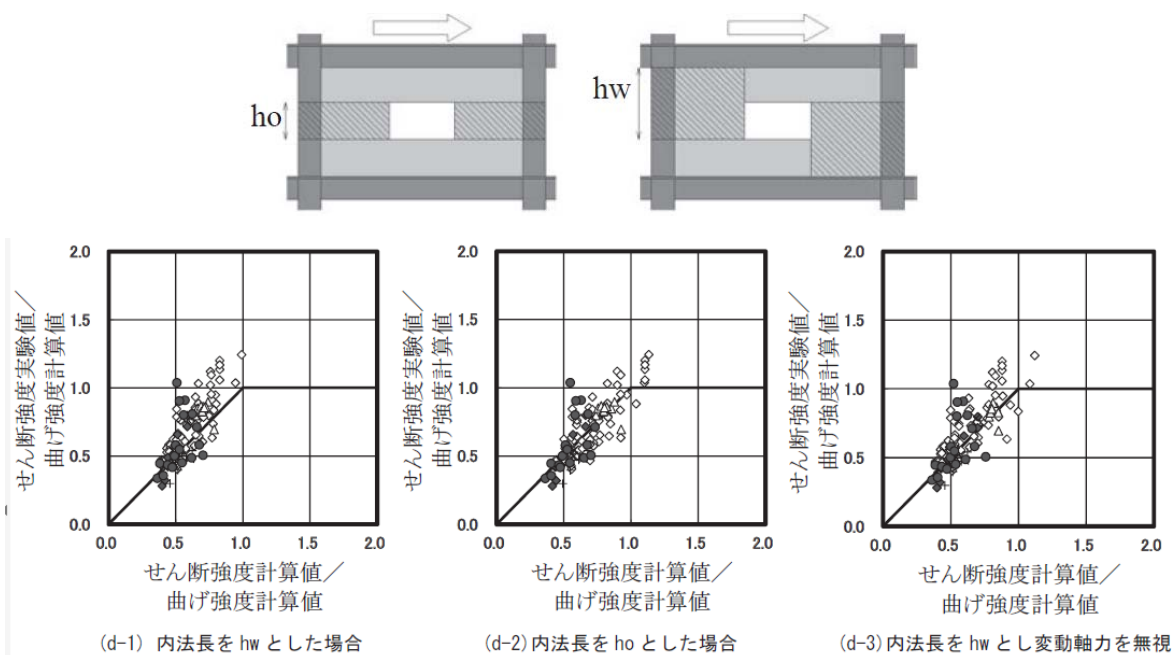 ho
hw
2.0
1.5
1.0
0.5
0.0
0.0 0.5 1.0 1.5 2.0
せん断強度実験値／
曲げ強度計算値
せん断強度計算値／
曲げ強度計算値
(d-1) 内法長を hw とした場合
2.0
1.5
1.0
0.5
0.0
0.0 0.5 1.0 1.5 2.0
せん断強度実験値／
曲げ強度計算値
せん断強度計算値／
曲げ強度計算値
(d-2)内法長を ho とした場合
2.0
1.5
1.0
0.5
0.0
0.0 0.5 1.0 1.5 2.0
せん断強度実験値／
曲げ強度計算値
せん断強度計算値／
曲げ強度計算値
(d-3)内法長を hw とし変動軸力を無視